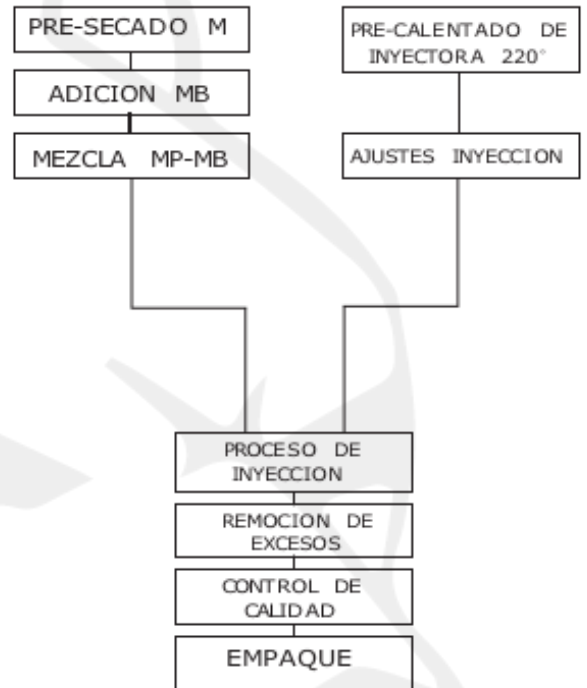 PRE-SECADO M
ADICION MB
MEZCLA MP-MB
PRE-CALENTADO DE
INYECTORA 220°
AJUSTES INYECCION
PROCESO DE
INYECCION
REMOCION DE
EXCESOS
CONTROL DE
CALIDAD
EMPAQUE